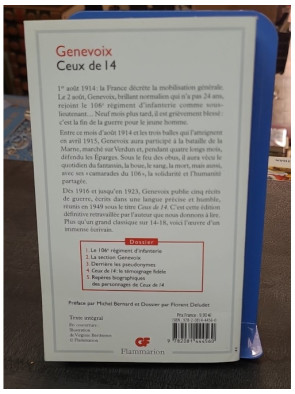 Genevoix
Ceux de 14
1er août 1914 : la France décrète la mobilisation générale.
Le 2 août, Genevoix, brillant normalien qui n'a pas 24 ans,
rejoint le 106e régiment d'infanterie comme sous-
lieutenant... Neuf mois plus tard, il est grièvement blessé :
c'est la fin de la guerre pour le jeune homme.
Entre ce mois d'août 1914 et les trois balles qui l'atteignent
en avril 1915, Genevoix aura participé à la bataille de la
Marne, marché sur Verdun et, pendant quatre longs mois,
défendu les Éparges. Sous le feu des obus, il aura vécu le
quotidien du fantassin, la boue, le sang, la mort, mais aussi,
avec ses « camarades du 106 », la solidarité et l'humanité
partagée.
Dès 1916 et jusqu'en 1923, Genevoix publie cinq récits
de guerre, écrits dans une langue précise et humble,
réunis en 1949 sous le titre Ceux de 14. C'est cette édition
définitive retravaillée par l'auteur que nous donnons à lire.
Plus qu'un grand classique sur 14-18, voici l'œuvre d'un
immense écrivain.
Dossier
1. Le 106e régiment d'infanterie
2. La section Genevoix
3. Derrière les pseudonymes
4. Ceux de 14 : le témoignage fidèle
5. Repères biographiques
des personnages de Ceux de 14
Préface par Michel Bernard et Dossier par Florent Deludet
Texte intégral
En couverture :
Illustration
Flammarion
GF
Flammarion